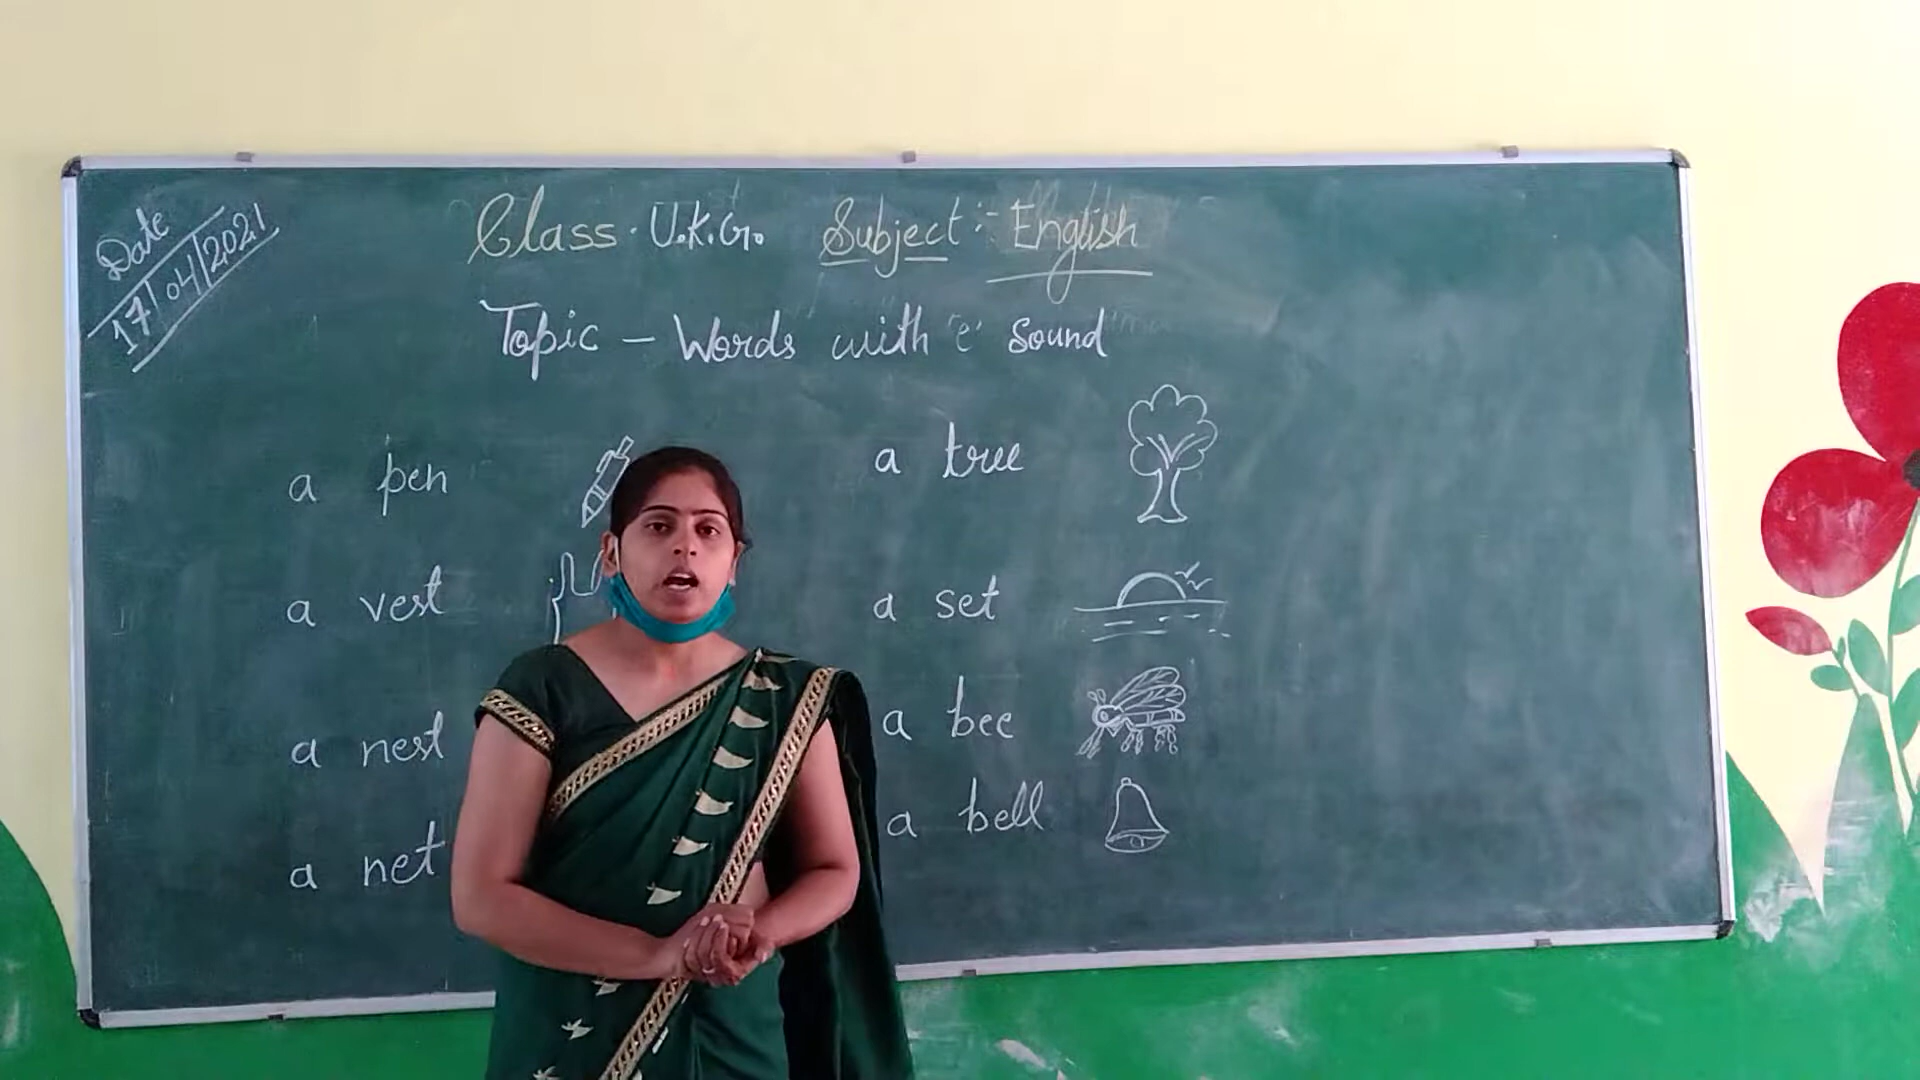 Date
17/04/2021
Class. U.K.G. Subject:- English
Topic – Words with 'e' Sound
a pen
a vest
a nest
a net
a tree
a set
a bee
a bell